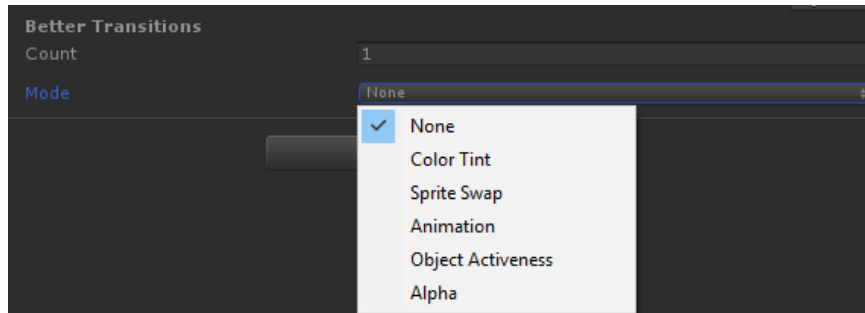 Better Transitions
Count 1
Mode None
None
Color Tint
Sprite Swap
Animation
Object Activeness
Alpha